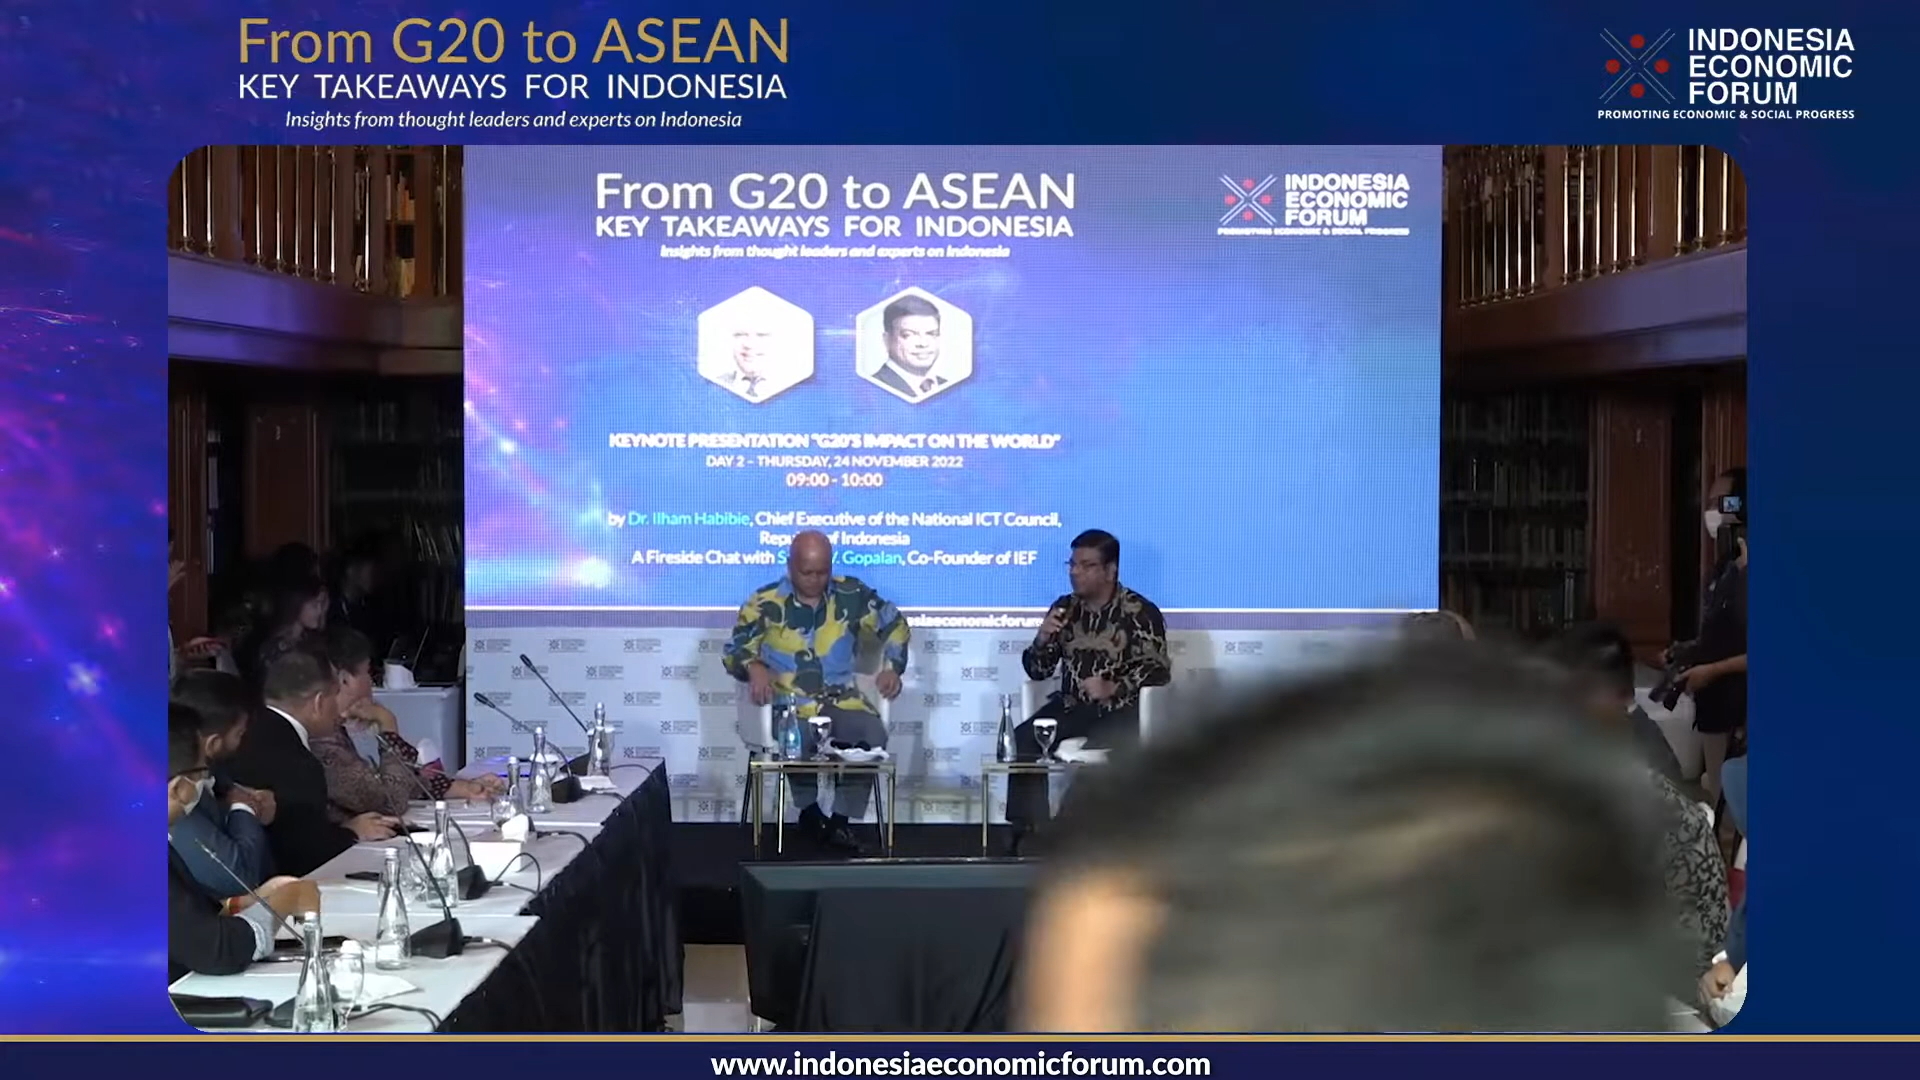 From G20 to ASEAN
KEY TAKEAWAYS FOR INDONESIA
Insights from thought leaders and experts on Indonesia
INDONESIA
ECONOMIC
FORUM
PROMOTING ECONOMIC & SOCIAL PROGRESS
From G20 to ASEAN
KEY TAKEAWAYS FOR INDONESIA
Insights from thought leaders and experts on Indonesia
INDONESIA
ECONOMIC
FORUM
PROMOTING ECONOMIC & SOCIAL PROGRESS
KEYNOTE PRESENTATION "G20'S IMPACT ON THE WORLD"
DAY 2 – THURSDAY, 24 NOVEMBER 2022
09:00 - 10:00
by Dr. Ilham Habibie, Chief Executive of the National ICT Council,
of Indonesia
A Fireside Chat with Gopalan, Co-Founder of IEF
www.indonesiaeconomicforum.com